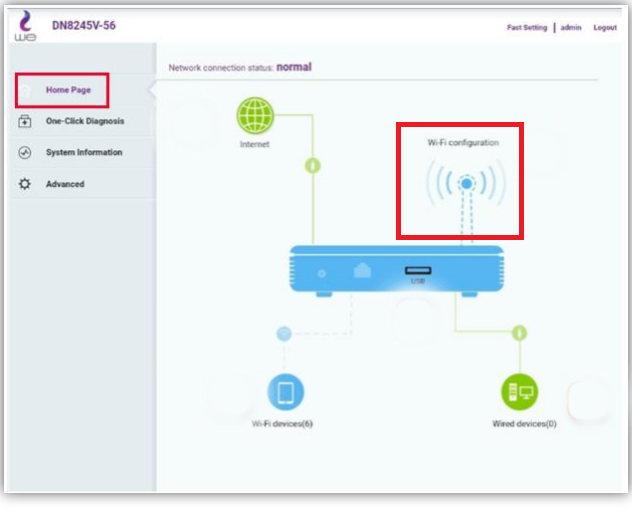 we
DN8245V-56
Fast Setting | admin Logout
Network connection status: normal
Home Page
One-Click Diagnosis
System Information
Advanced
Internet
Wi-Fi configuration
USB
Wi-Fi devices(6)
Wired devices(0)